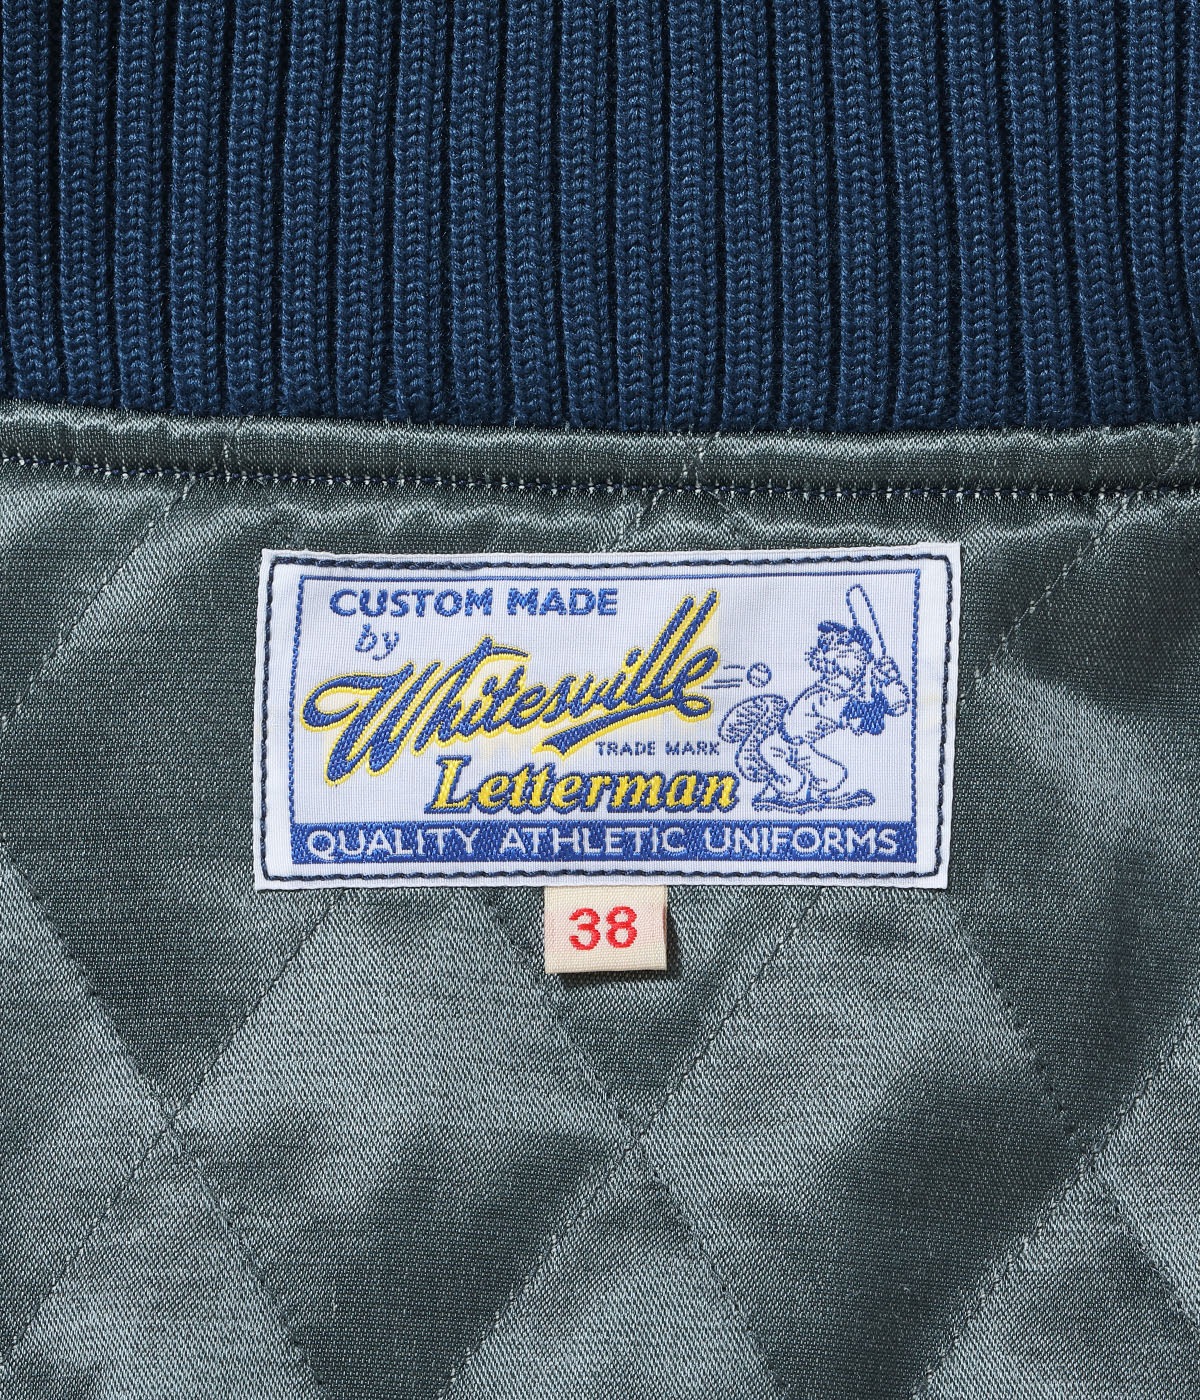 CUSTOM MADE
by
Whitesville
TRADE MARK
Letterman
QUALITY ATHLETIC UNIFORMS
38